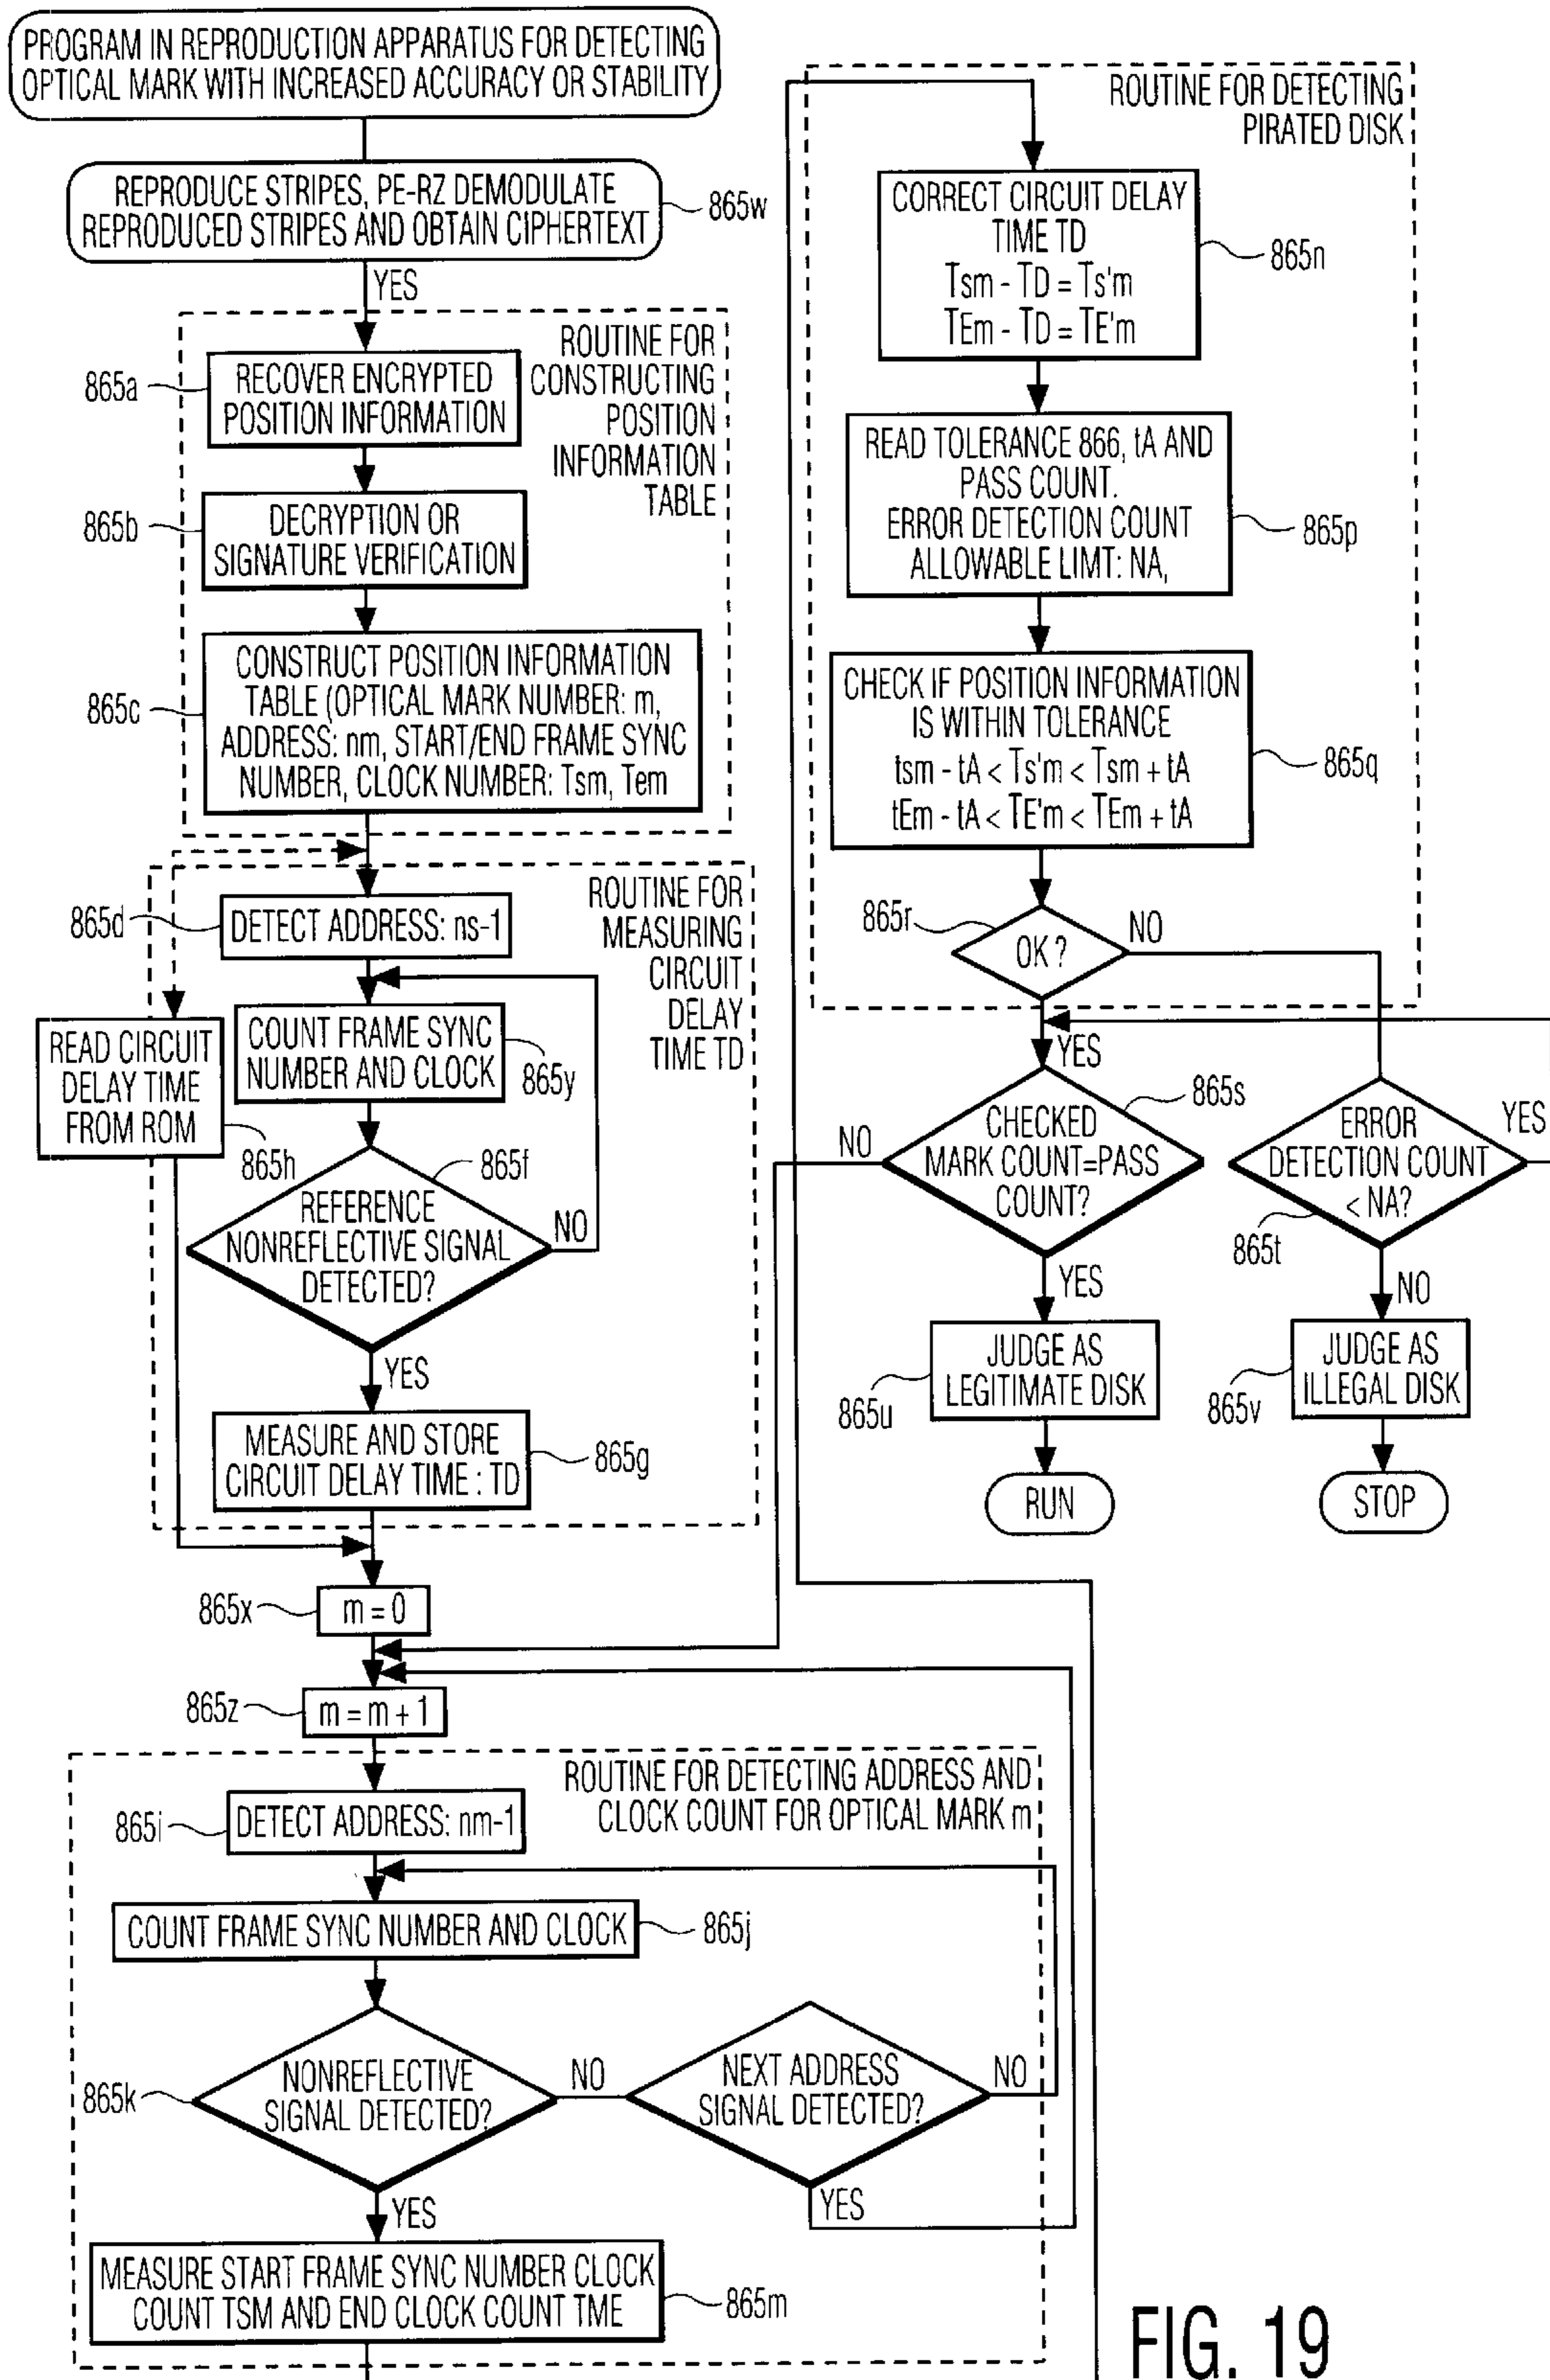 PROGRAM IN REPRODUCTION APPARATUS FOR DETECTING
OPTICAL MARK WITH INCREASED ACCURACY OR STABILITY
REPRODUCE STRIPES, PE-RZ DEMODULATE
REPRODUCED STRIPES AND OBTAIN CIPHERTEXT
865w
YES
ROUTINE FOR
CONSTRUCTING
POSITION
INFORMATION
TABLE
865a
RECOVER ENCRYPTED
POSITION INFORMATION
865b
DECRYPTION OR
SIGNATURE VERIFICATION
865c
CONSTRUCT POSITION INFORMATION
TABLE (OPTICAL MARK NUMBER: m,
ADDRESS: nm, START/END FRAME SYNC
NUMBER, CLOCK NUMBER: Tsm, Tem
ROUTINE FOR
MEASURING
CIRCUIT
DELAY
TIME TD
865d
DETECT ADDRESS: ns-1
COUNT FRAME SYNC
NUMBER AND CLOCK
865y
READ CIRCUIT
DELAY TIME
FROM ROM
865h
865f
REFERENCE
NONREFLECTIVE SIGNAL
DETECTED?
NO
YES
MEASURE AND STORE
CIRCUIT DELAY TIME : TD
865g
865x
m = 0
865z
m = m + 1
ROUTINE FOR DETECTING ADDRESS AND
CLOCK COUNT FOR OPTICAL MARK m
865i
DETECT ADDRESS: nm-1
COUNT FRAME SYNC NUMBER AND CLOCK
865j
865k
NONREFLECTIVE
SIGNAL DETECTED?
NO
NEXT ADDRESS
SIGNAL DETECTED?
NO
YES
YES
MEASURE START FRAME SYNC NUMBER CLOCK
COUNT TSM AND END CLOCK COUNT TME
865m
ROUTINE FOR DETECTING
PIRATED DISK
CORRECT CIRCUIT DELAY
TIME TD
Tsm - TD = Ts'm
TEm - TD = TE'm
865n
READ TOLERANCE 866, tA AND
PASS COUNT.
ERROR DETECTION COUNT
ALLOWABLE LIMT: NA,
865p
CHECK IF POSITION INFORMATION
IS WITHIN TOLERANCE
tsm - tA < Ts'm < Tsm + tA
tEm - tA < TE'm < TEm + tA
865q
865r
OK ?
NO
YES
865s
CHECKED
MARK COUNT=PASS
COUNT?
NO
YES
ERROR
DETECTION COUNT
< NA?
YES
865t
NO
JUDGE AS
LEGITIMATE DISK
865u
RUN
JUDGE AS
ILLEGAL DISK
865v
STOP
FIG. 19